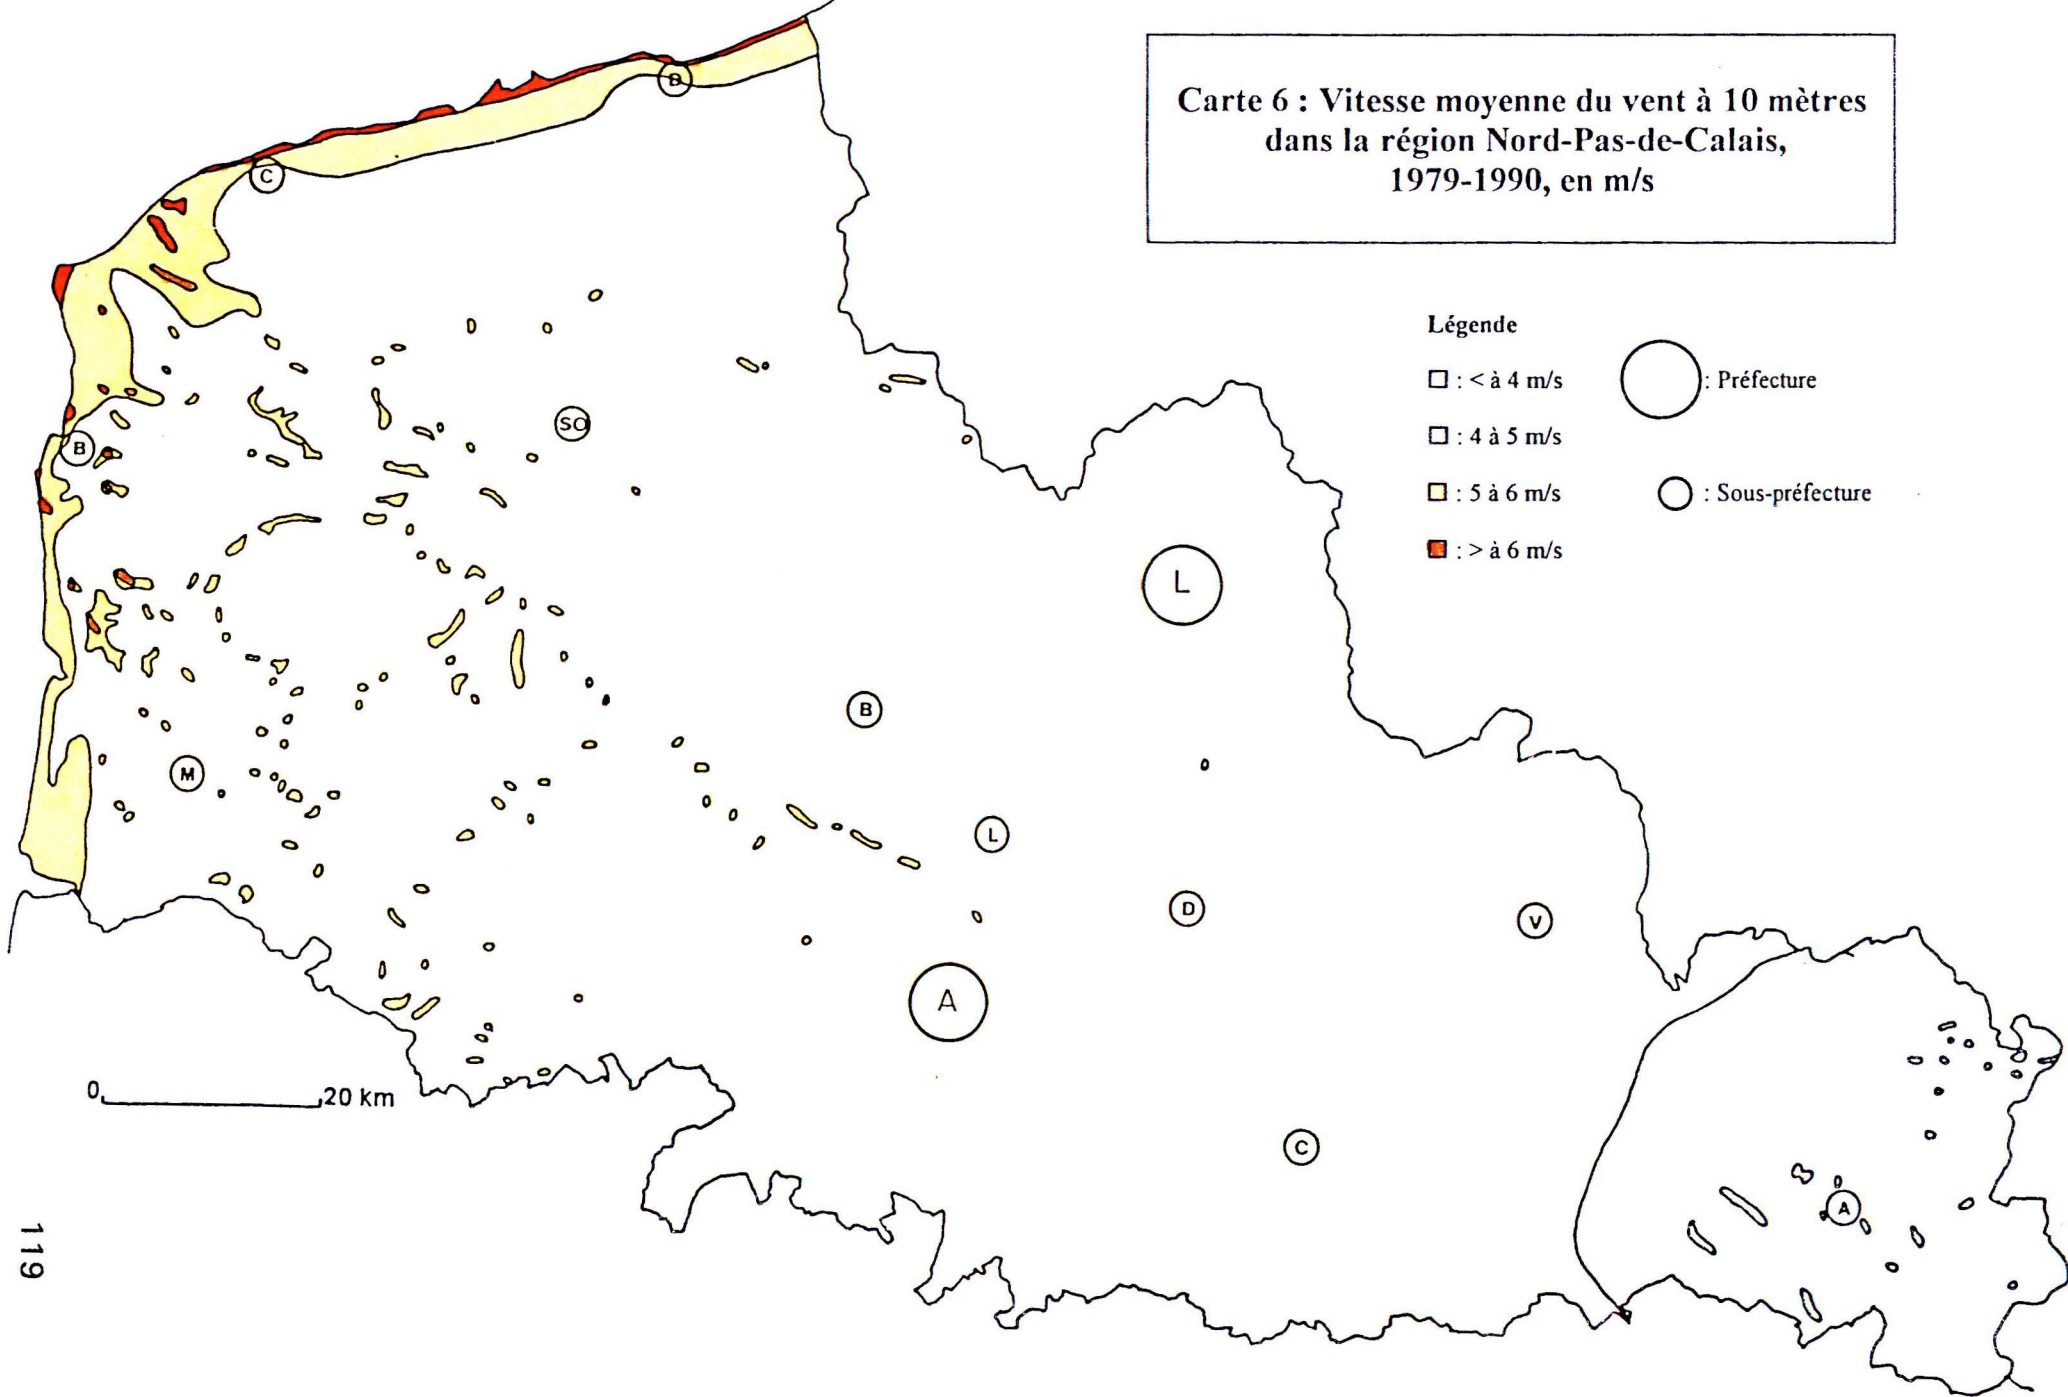 Carte 6 : Vitesse moyenne du vent à 10 mètres
dans la région Nord-Pas-de-Calais,
1979-1990, en m/s
Légende
: < à 4 m/s
: Préfecture
: 4 à 5 m/s
: 5 à 6 m/s
: Sous-préfecture
: > à 6 m/s
D
C
B
SO
L
B
M
L
D
V
A
C
A
0 20 km
119